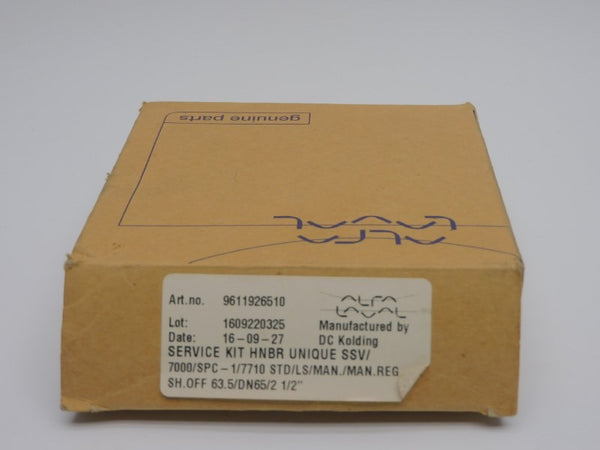 genuine parts
ALFA
LAVAL
Art.no. 9611926510
ALFA
LAVAL
Lot: 1609220325
Manufactured by
Date: 16-09-27
DC Kolding
SERVICE KIT HNBR UNIQUE SSV/
7000/SPC-1/7710 STD/LS/MAN./MAN.REG
SH.OFF 63.5/DN65/2 1/2"